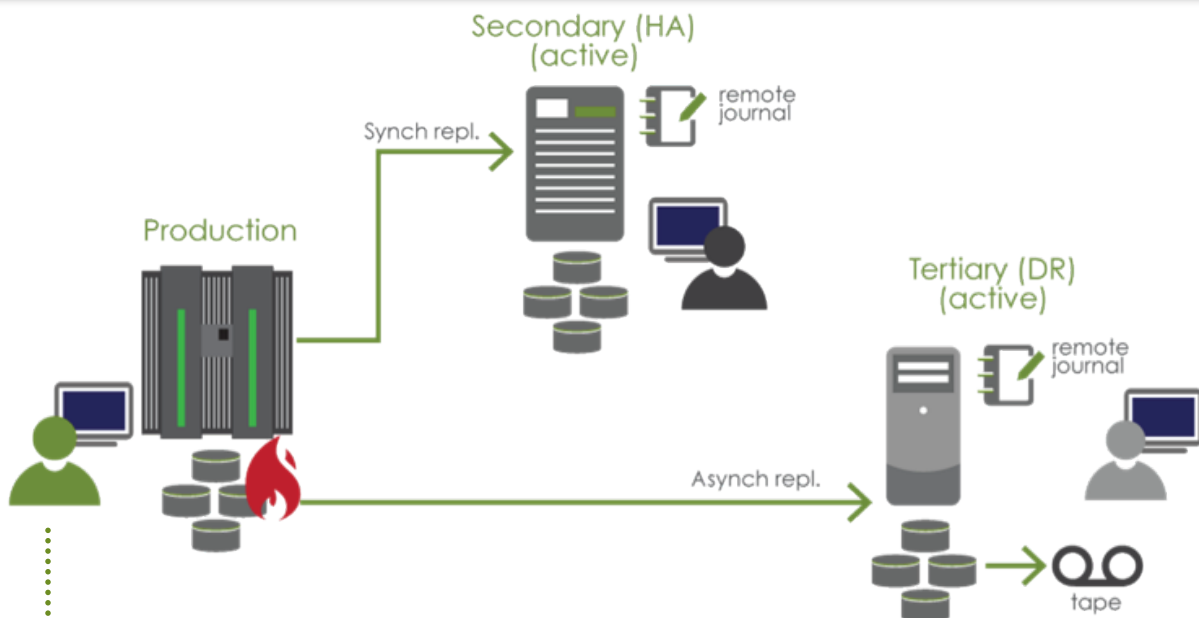 Secondary (HA)
(active)
remote
journal
Synch repl.
Production
Tertiary (DR)
(active)
remote
journal
Asynch repl.
tape